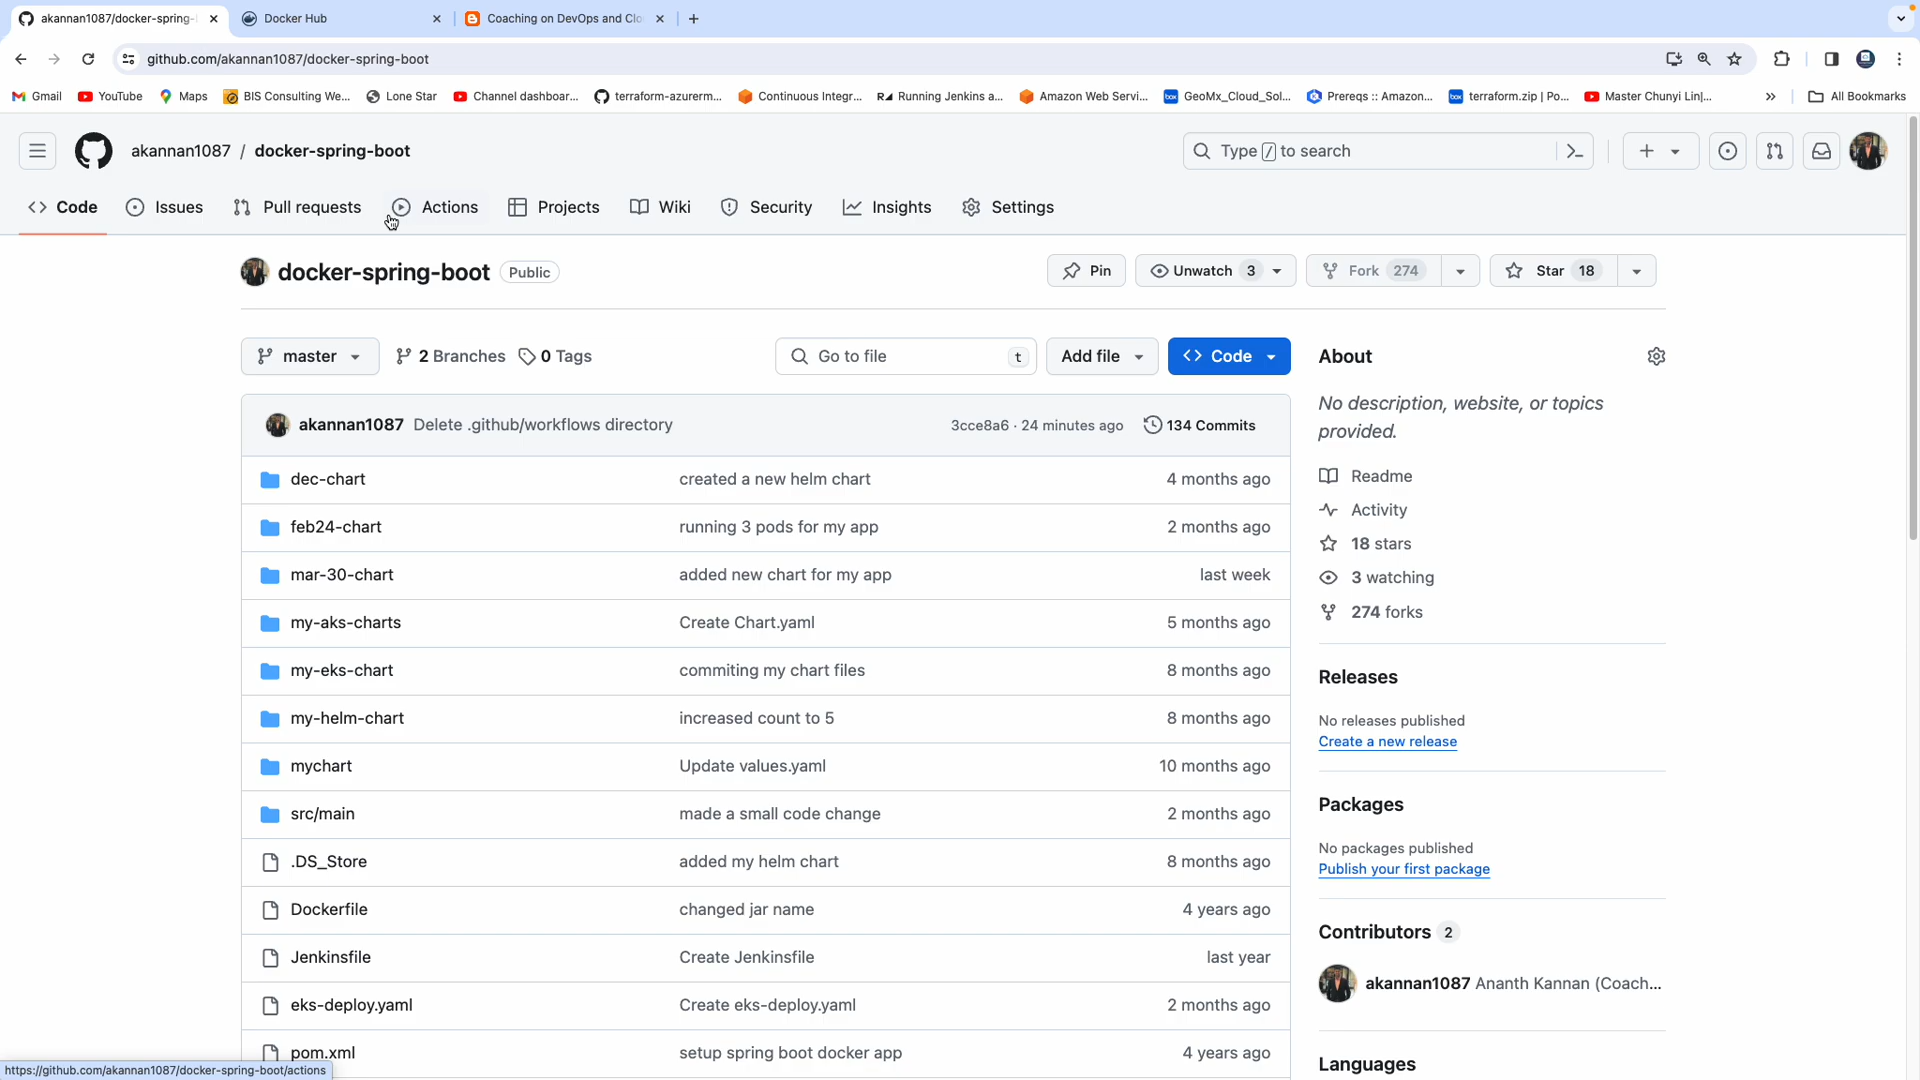 akannan1087/docker-spring-
Docker Hub
Coaching on DevOps and Clo
github.com/akannan1087/docker-spring-boot
Gmail
YouTube
Maps
BIS Consulting We...
Lone Star
Channel dashboar...
terraform-azurerm...
Continuous Integr...
Running Jenkins a...
Amazon Web Servi...
GeoMx_Cloud_Sol...
Prereqs :: Amazon...
terraform.zip | Po...
Master Chunyi Lin|...
All Bookmarks
akannan1087 / docker-spring-boot
Type / to search
Code
Issues
Pull requests
Actions
Projects
Wiki
Security
Insights
Settings
docker-spring-boot
Public
Pin
Unwatch 3
Fork 274
Star 18
master
2 Branches
0 Tags
Go to file
t
Add file
Code
akannan1087 Delete .github/workflows directory
3cce8a6 · 24 minutes ago
134 Commits
dec-chart created a new helm chart 4 months ago
feb24-chart running 3 pods for my app 2 months ago
mar-30-chart added new chart for my app last week
my-aks-charts Create Chart.yaml 5 months ago
my-eks-chart commiting my chart files 8 months ago
my-helm-chart increased count to 5 8 months ago
mychart Update values.yaml 10 months ago
src/main made a small code change 2 months ago
.DS_Store added my helm chart 8 months ago
Dockerfile changed jar name 4 years ago
Jenkinsfile Create Jenkinsfile last year
eks-deploy.yaml Create eks-deploy.yaml 2 months ago
pom.xml setup spring boot docker app 4 years ago
About
No description, website, or topics
provided.
Readme
Activity
18 stars
3 watching
274 forks
Releases
No releases published
Create a new release
Packages
No packages published
Publish your first package
Contributors 2
akannan1087 Ananth Kannan (Coach...
Languages
https://github.com/akannan1087/docker-spring-boot/actions